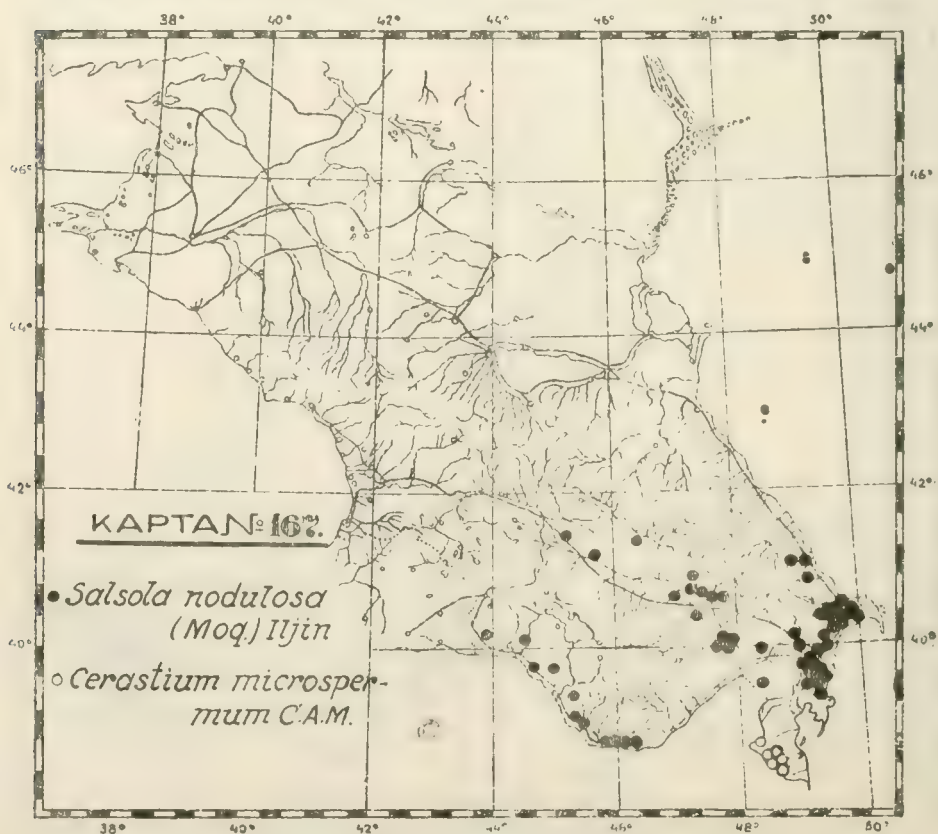 38° 40° 42° 44° 46° 48° 50°
46° 46°
44° 44°
42° 42°
КАРТА № 167.
Salsola nodulosa
(Moq.) Iljin
40° 40°
Cerastium microsper-
mum C.A.M.
38° 40° 42° 44° 46° 48° 50°